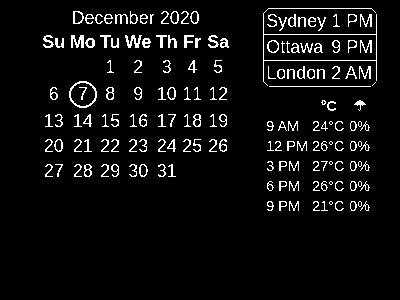 December 2020
Su Mo Tu We Th Fr Sa
1 2 3 4 5
6 7 8 9 10 11 12
13 14 15 16 17 18 19
20 21 22 23 24 25 26
27 28 29 30 31
Sydney 1 PM
Ottawa 9 PM
London 2 AM
°C ☂
9 AM 24°C 0%
12 PM 26°C 0%
3 PM 27°C 0%
6 PM 26°C 0%
9 PM 21°C 0%